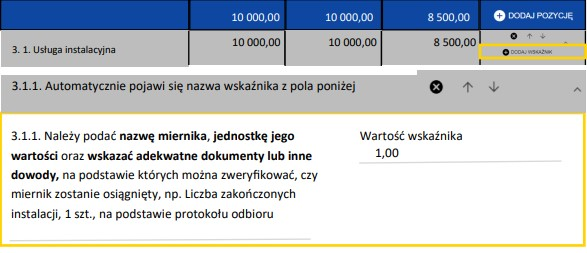 10 000,00 10 000,00 8 500,00 DODAJ POZYCJĘ
3. 1. Usługa instalacyjna 10 000,00 10 000,00 8 500,00
DODAJ WSKAŹNIK
3.1.1. Automatycznie pojawi się nazwa wskaźnika z pola poniżej
3.1.1. Należy podać nazwę miernika, jednostkę jego
wartości oraz wskazać adekwatne dokumenty lub inne
dowody, na podstawie których można zweryfikować, czy
miernik zostanie osiągnięty, np. Liczba zakończonych
instalacji, 1 szt., na podstawie protokołu odbioru
Wartość wskaźnika
1,00